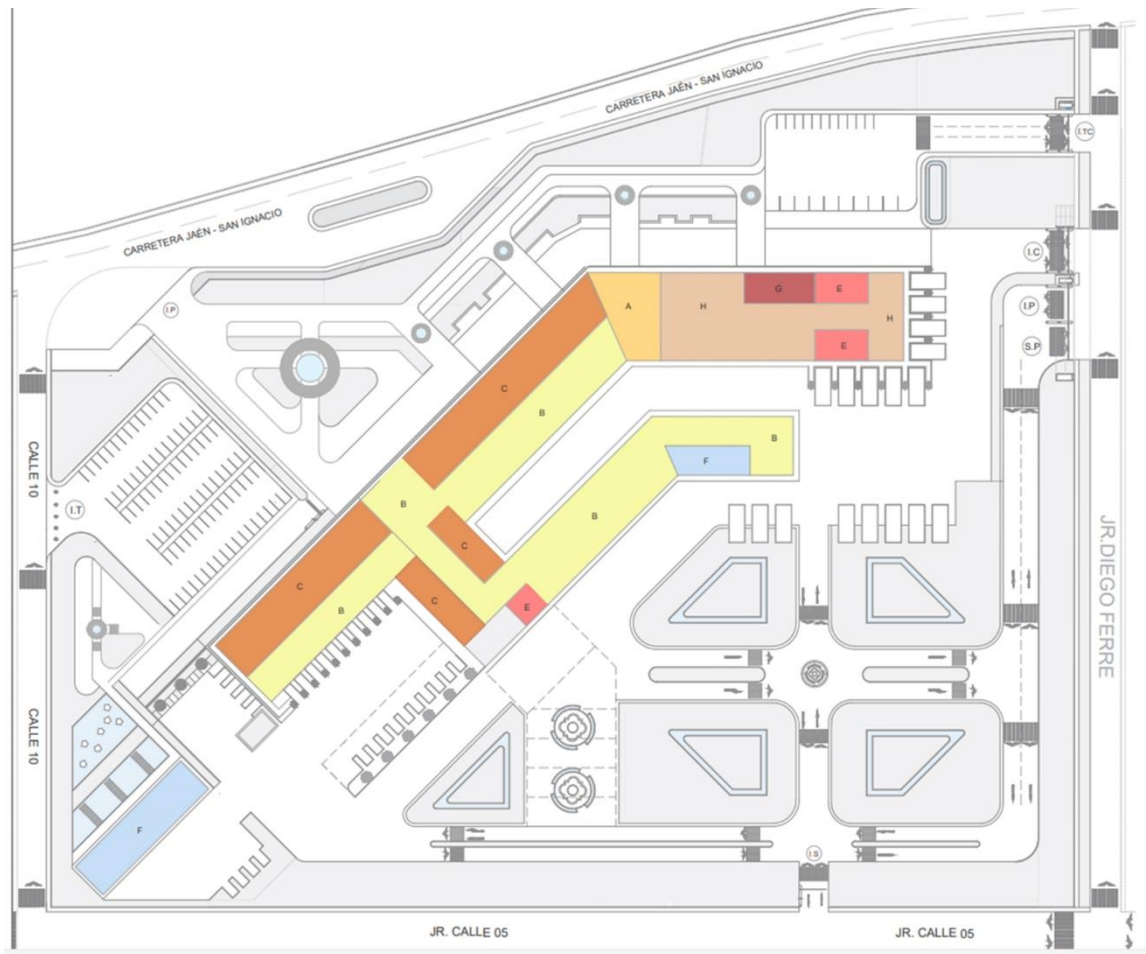 CARRETERA JAÉN - SAN IGNACIO
I.TC
CARRETERA JAÉN - SAN IGNACIO
I.C
I.P
I.P
S.P
G
E
A
H
H
E
C
B
B
F
B
B
B
C
C
C
B
E
CALLE 10
I.T
JR.DIEGO FERRE
CALLE 10
F
I.S
JR. CALLE 05
JR. CALLE 05